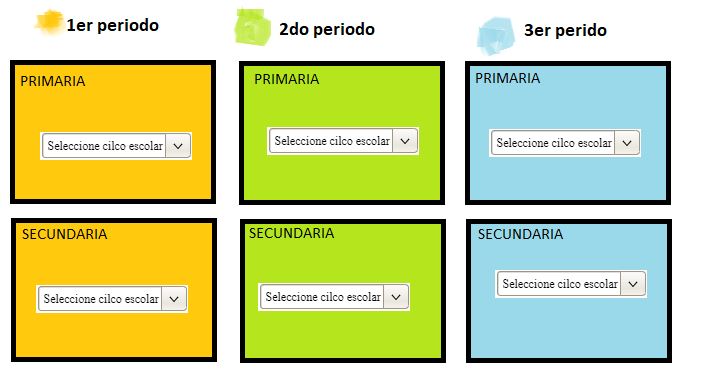 1er periodo
2do periodo
3er perido
PRIMARIA
PRIMARIA
PRIMARIA
Seleccione cilco escolar
Seleccione cilco escolar
Seleccione cilco escolar
SECUNDARIA
SECUNDARIA
SECUNDARIA
Seleccione cilco escolar
Seleccione cilco escolar
Seleccione cilco escolar